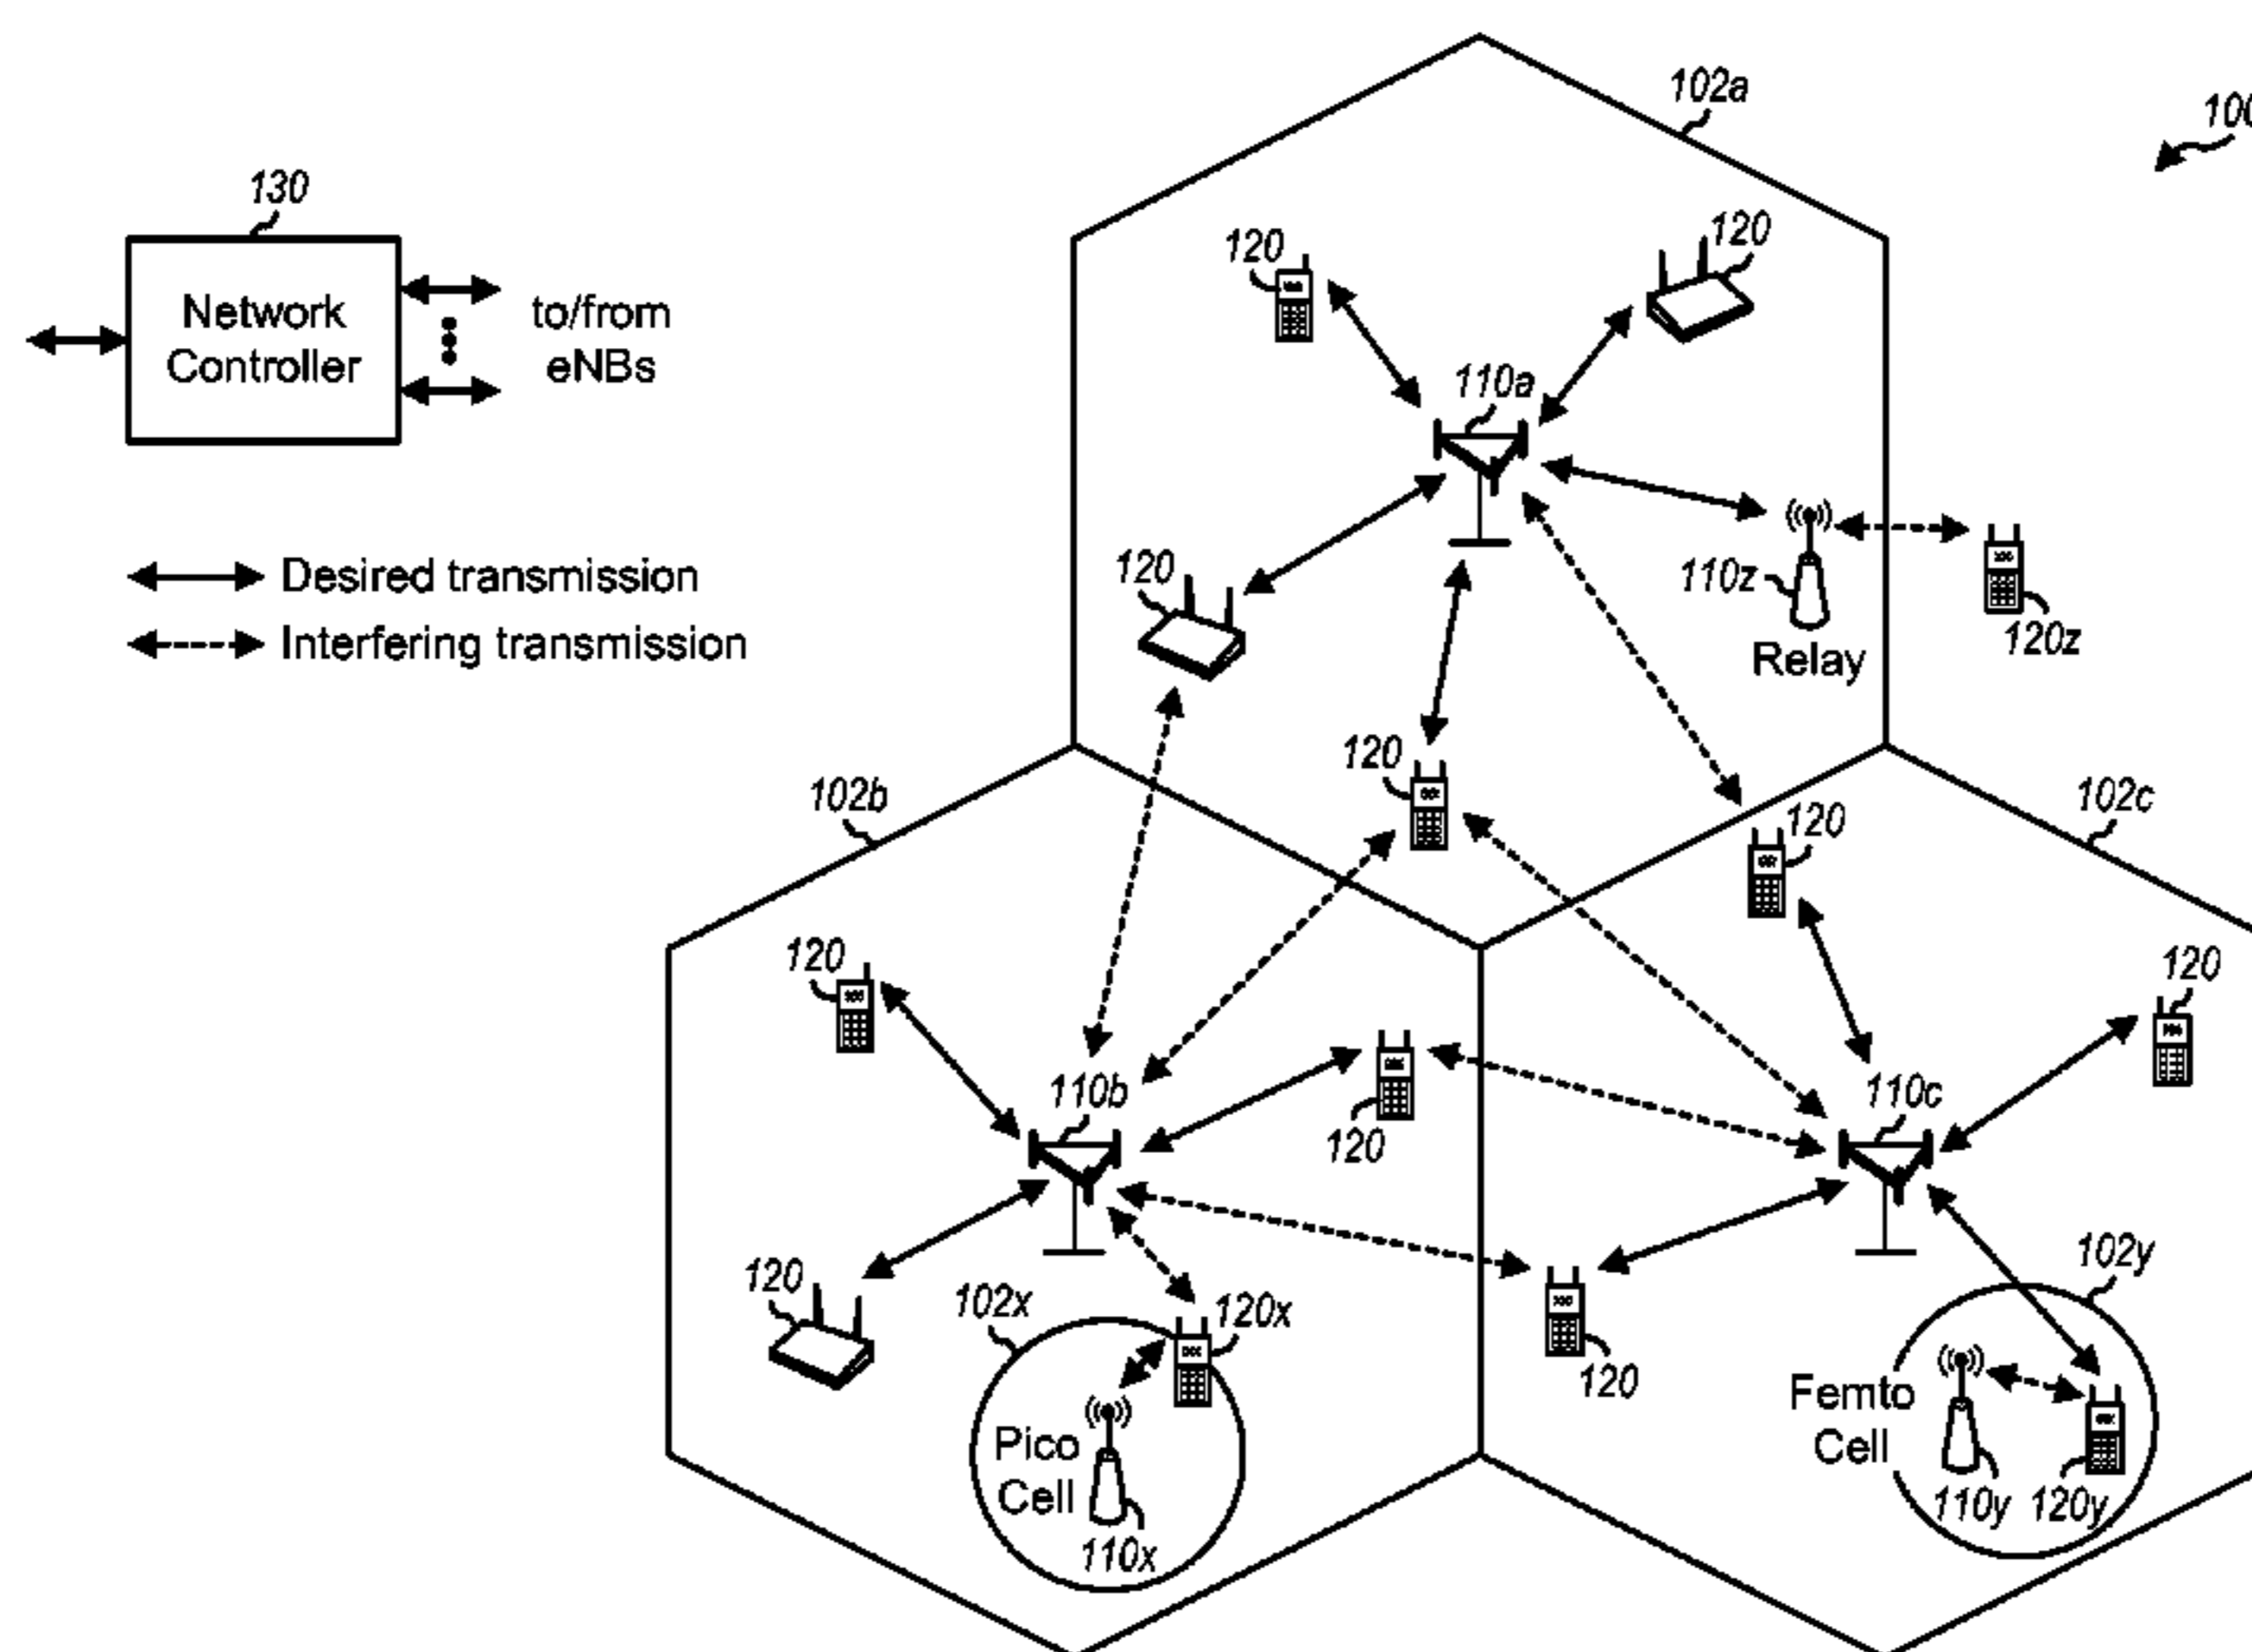 102a
100
130
Network
Controller
to/from
eNBs
120
120
110a
Desired transmission
Interfering transmission
120
110z
Relay
120z
120
102b
102c
120
120
120
110b
120
110c
120
102x
120x
102y
120
Pico
Cell
110x
Femto
Cell
110y
120y